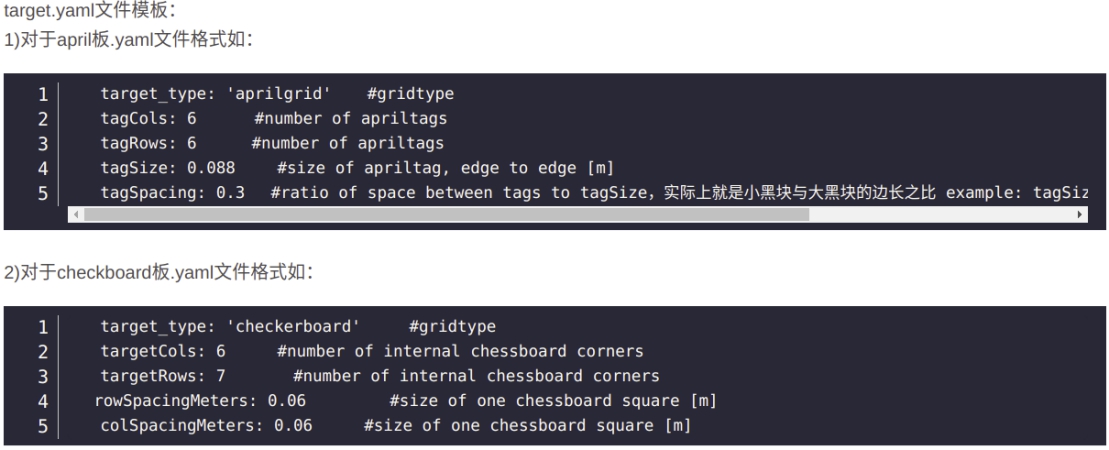 target.yaml文件模板：
1)对于april板.yaml文件格式如：
1 target_type: 'aprilgrid' #gridtype
2 tagCols: 6 #number of apriltags
3 tagRows: 6 #number of apriltags
4 tagSize: 0.088 #size of apriltag, edge to edge [m]
5 tagSpacing: 0.3 #ratio of space between tags to tagSize，实际上就是小黑块与大黑块的边长之比 example: tagSiz
2)对于checkboard板.yaml文件格式如：
1 target_type: 'checkerboard' #gridtype
2 targetCols: 6 #number of internal chessboard corners
3 targetRows: 7 #number of internal chessboard corners
4 rowSpacingMeters: 0.06 #size of one chessboard square [m]
5 colSpacingMeters: 0.06 #size of one chessboard square [m]